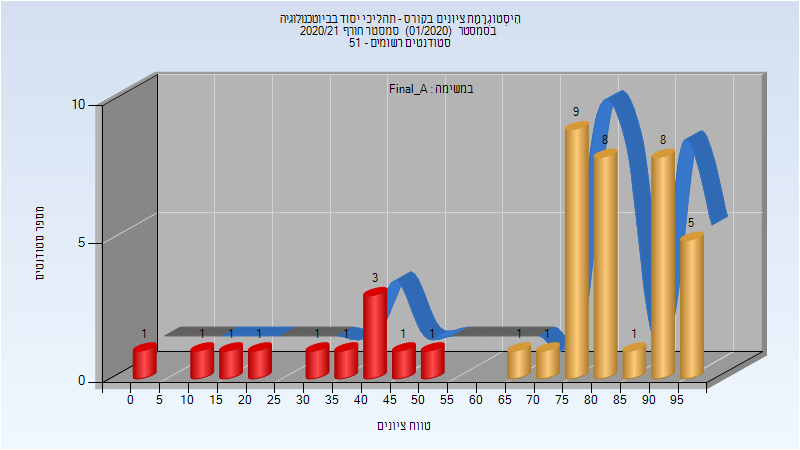 היסטוגרמת ציונים בקורס - תהליכי יסוד בביוטכנולוגיה
בסמסטר (01/2020) סמסטר חורף 2020/21
סטודנטים רשומים - 51
במשימה : Final_A
מספר סטודנטים
10
5
0
1 1 1 1 1 1 3 1 1 1 1 9 8 1 8 5
0 5 10 15 20 25 30 35 40 45 50 55 60 65 70 75 80 85 90 95
טווח ציונים